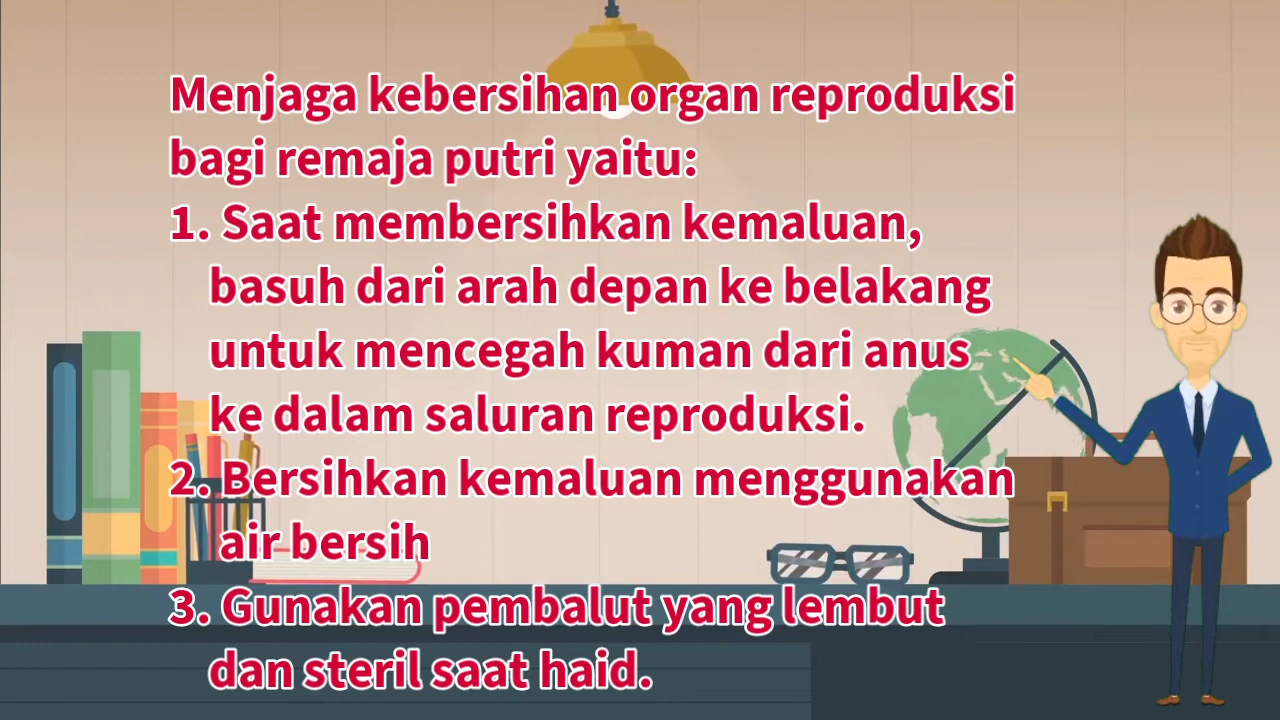 Menjaga kebersihan organ reproduksi
bagi remaja putri yaitu:
1. Saat membersihkan kemaluan,
basuh dari arah depan ke belakang
untuk mencegah kuman dari anus
ke dalam saluran reproduksi.
2. Bersihkan kemaluan menggunakan
air bersih
3. Gunakan pembalut yang lembut
dan steril saat haid.